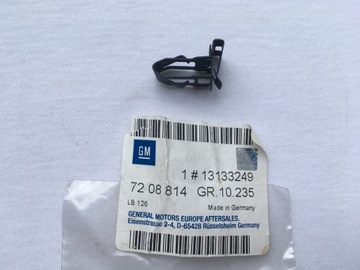 GM
1 # 13133249
72 08 814 GR.10.235
LB 126 Made in Germany
GENERAL MOTORS EUROPE AFTERSALES.
Eisenstrasse 2-4, D-65428 Rüsselsheim Germany